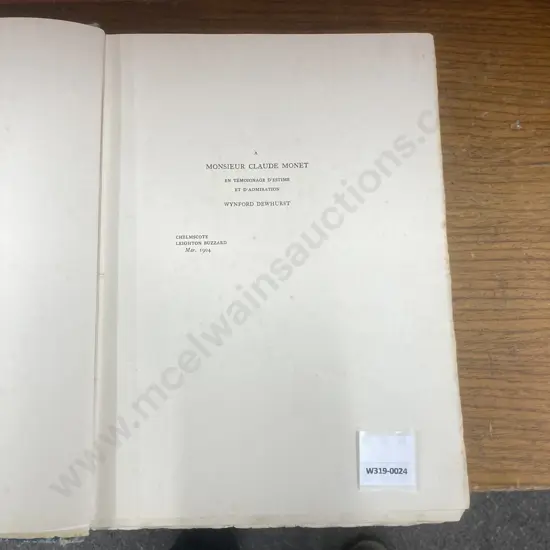 A
MONSIEUR CLAUDE MONET
EN TÉMOIGNAGE D'ESTIME
ET D'ADMIRATION
WYNFORD DEWHURST
CHELMSCOTE
LEIGHTON BUZZARD
Mar. 1904
W319-0024
www.mcelwainsauctions.c